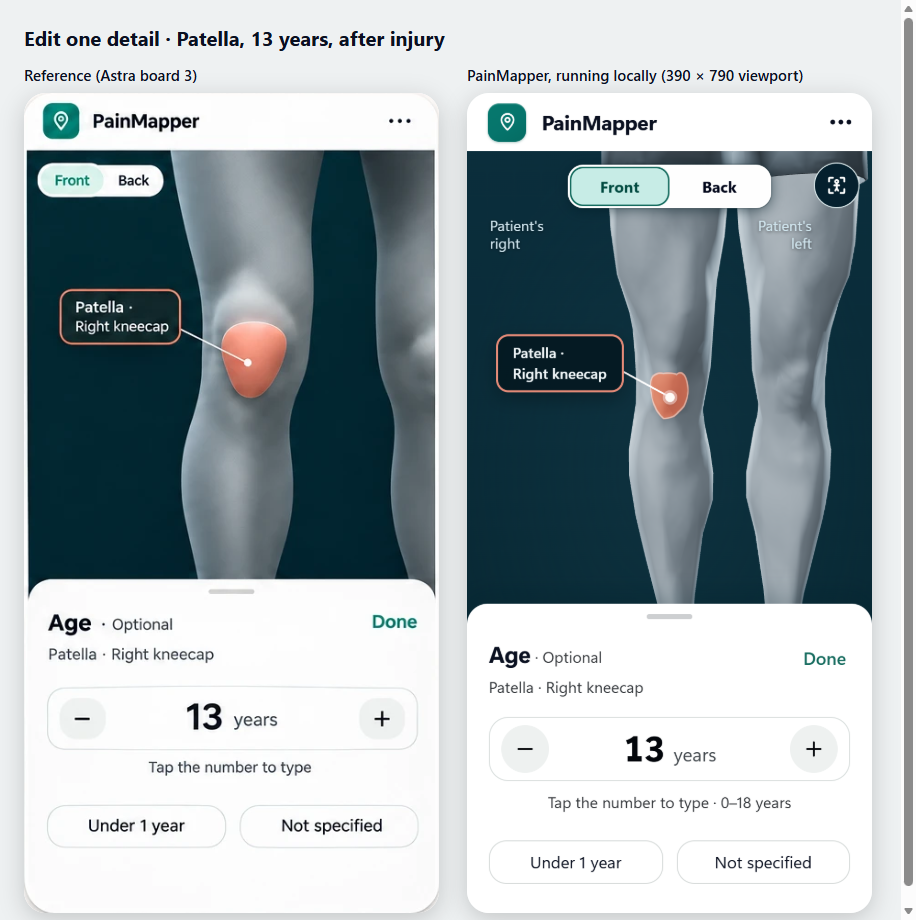 Edit one detail · Patella, 13 years, after injury
Reference (Astra board 3)
PainMapper
Front
Back
Patella ·
Right kneecap
Age · Optional
Done
Patella · Right kneecap
13 years
Tap the number to type
Under 1 year
Not specified
PainMapper, running locally (390 × 790 viewport)
PainMapper
Front
Back
Patient's
right
Patient's
left
Patella ·
Right kneecap
Age · Optional
Done
Patella · Right kneecap
13 years
Tap the number to type · 0–18 years
Under 1 year
Not specified